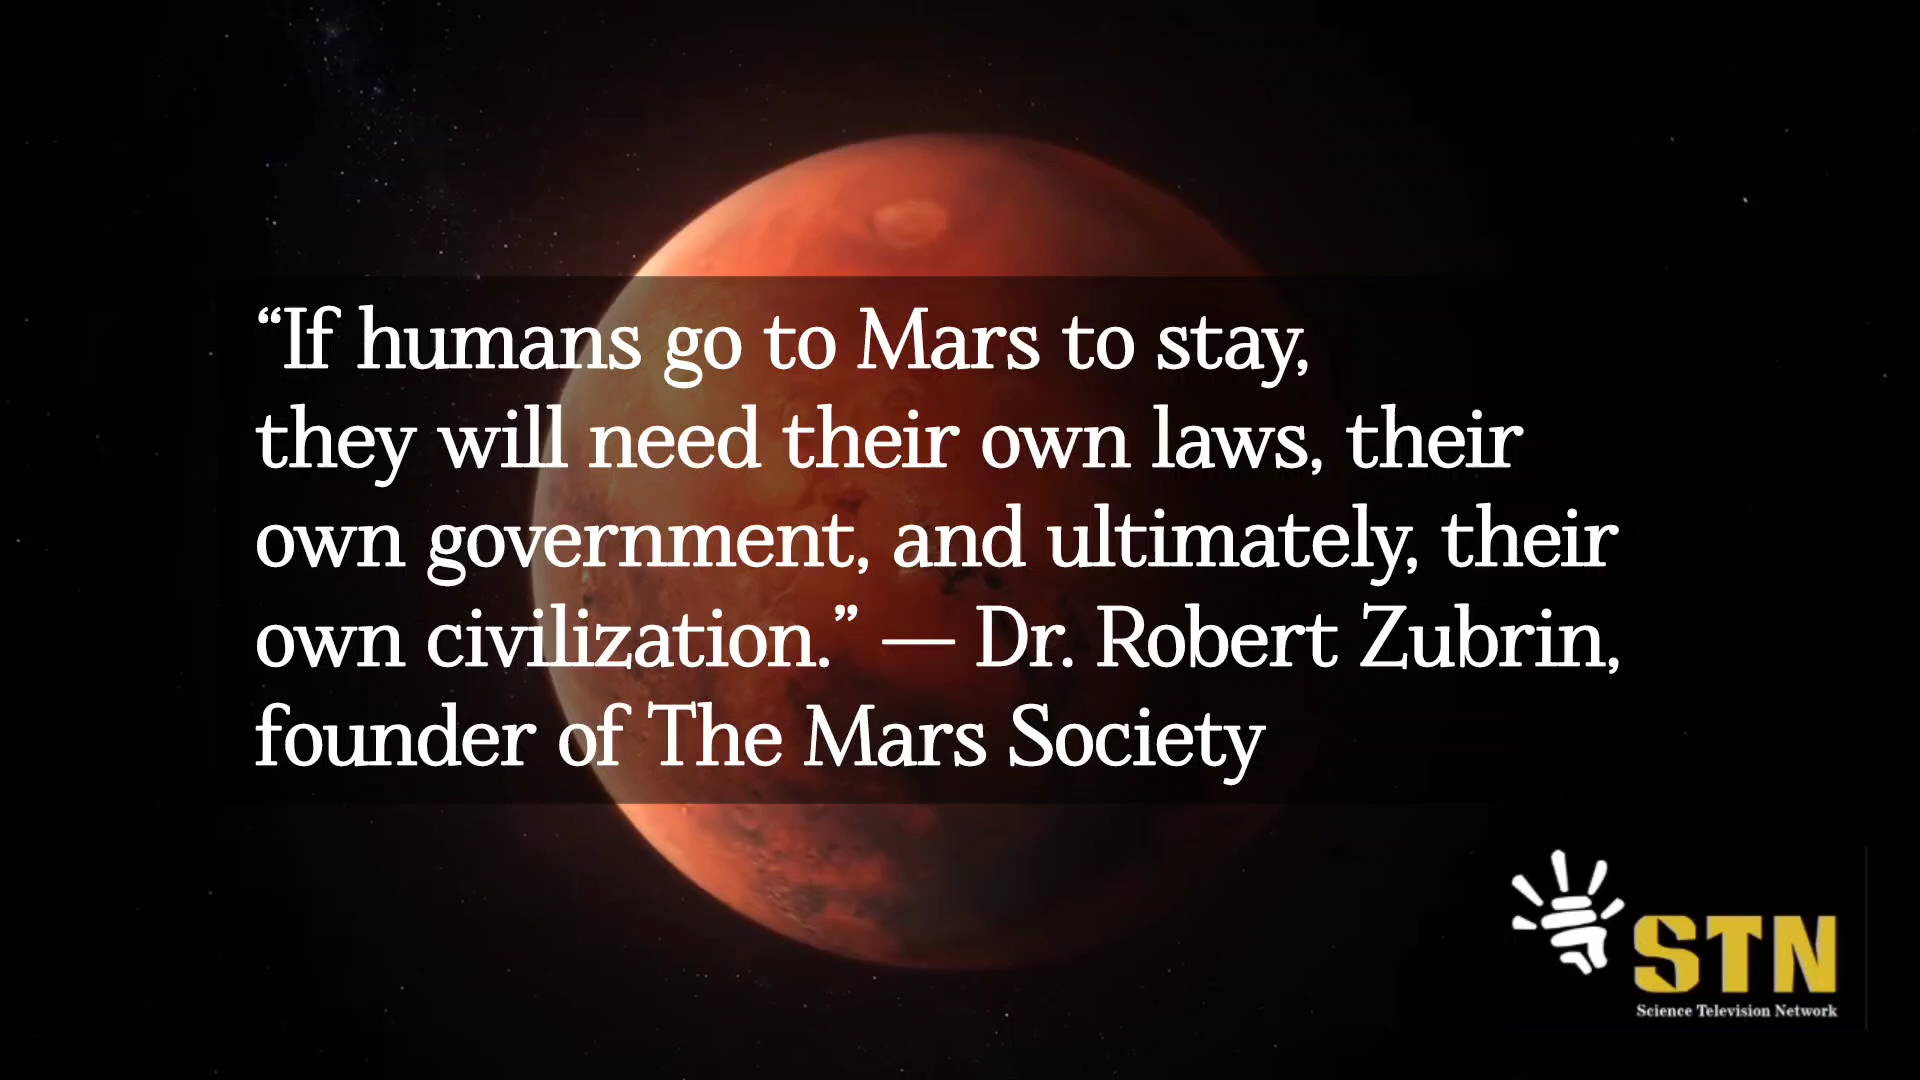 “If humans go to Mars to stay,
they will need their own laws, their
own government, and ultimately, their
own civilization.” — Dr. Robert Zubrin,
founder of The Mars Society
STN
Science Television Network